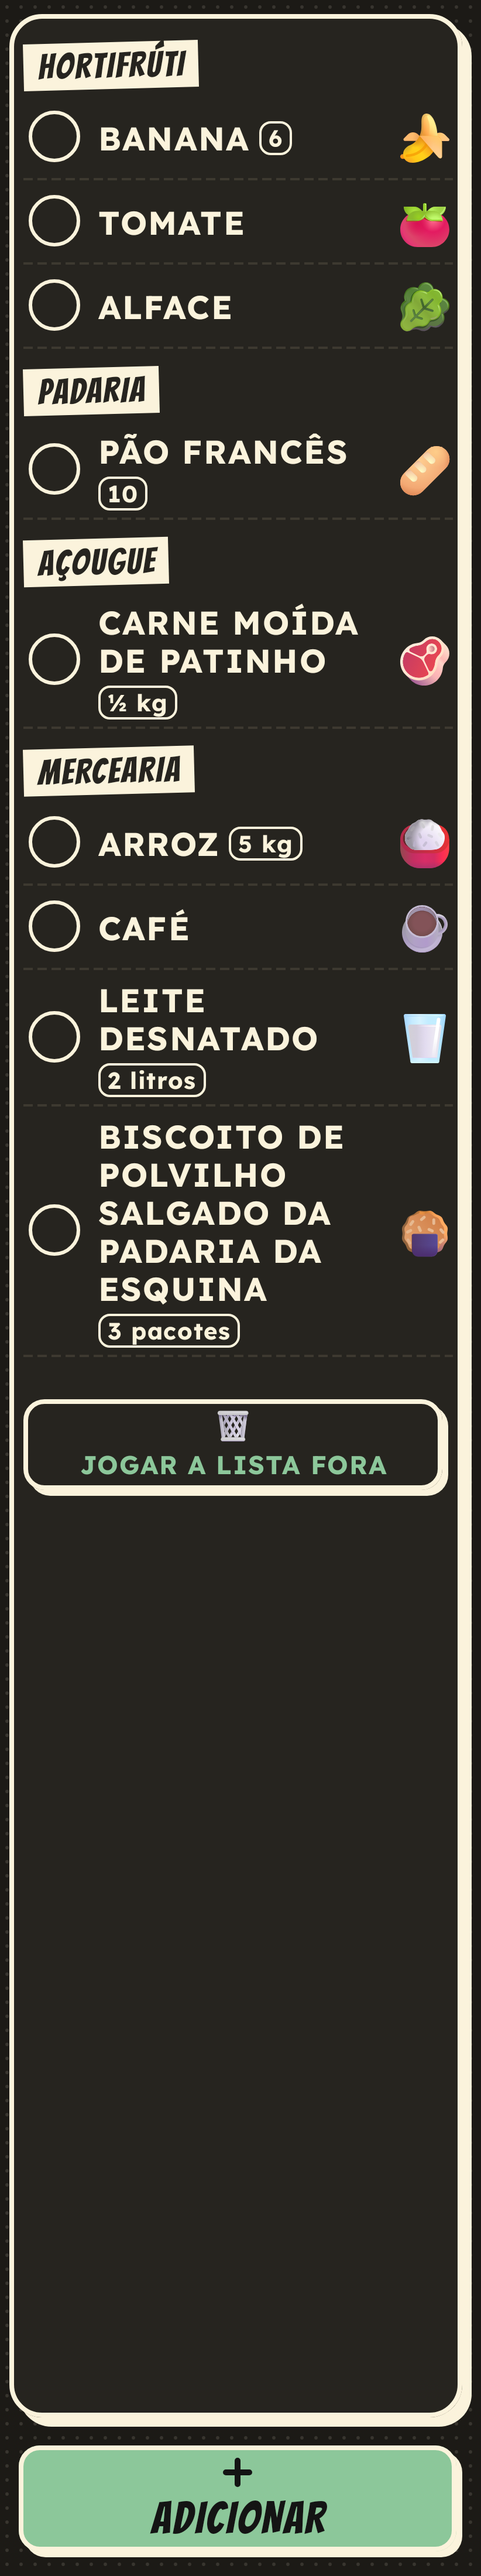 HORTIFRÚTI
BANANA 6
TOMATE
ALFACE
PADARIA
PÃO FRANCÊS
10
AÇOUGUE
CARNE MOÍDA
DE PATINHO
½ kg
MERCEARIA
ARROZ 5 kg
CAFÉ
LEITE
DESNATADO
2 litros
BISCOITO DE
POLVILHO
SALGADO DA
PADARIA DA
ESQUINA
3 pacotes
JOGAR A LISTA FORA
+
ADICIONAR